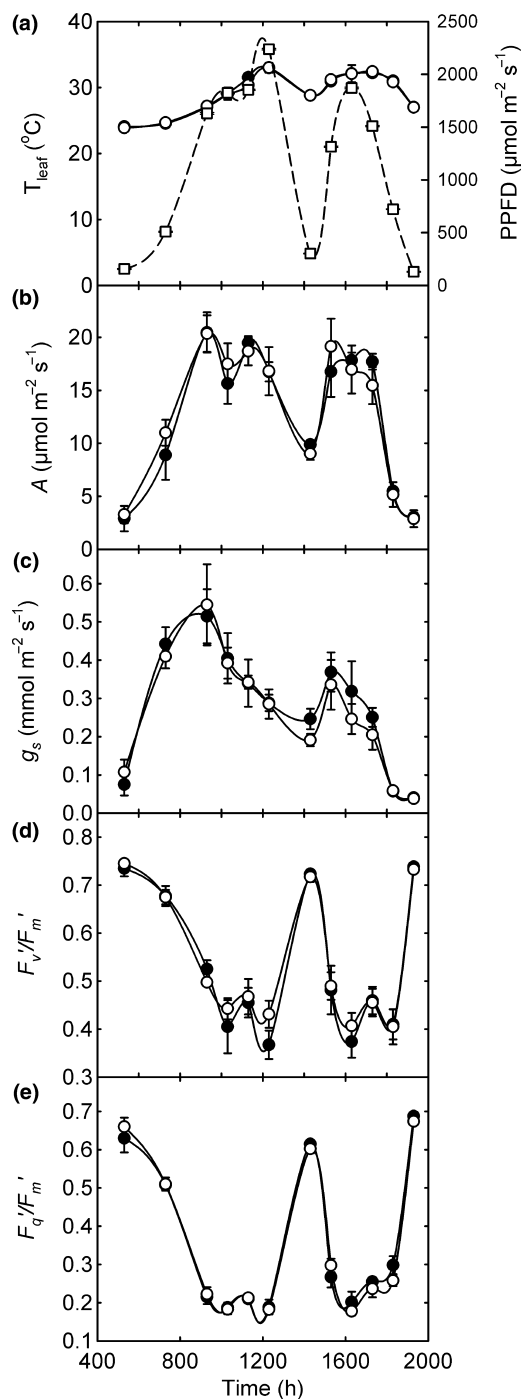 (a)
40
30
20
10
0
T_leaf (°C)
2500
2000
1500
1000
500
0
PPFD (μmol m⁻² s⁻¹)
(b)
20
15
10
5
0
A (μmol m⁻² s⁻¹)
(c)
0.6
0.5
0.4
0.3
0.2
0.1
0.0
g_s (mmol m⁻² s⁻¹)
(d)
0.8
0.7
0.6
0.5
0.4
0.3
F_v'/F_m'
(e)
0.7
0.6
0.5
0.4
0.3
0.2
0.1
F_q'/F_m'
400 800 1200 1600 2000
Time (h)